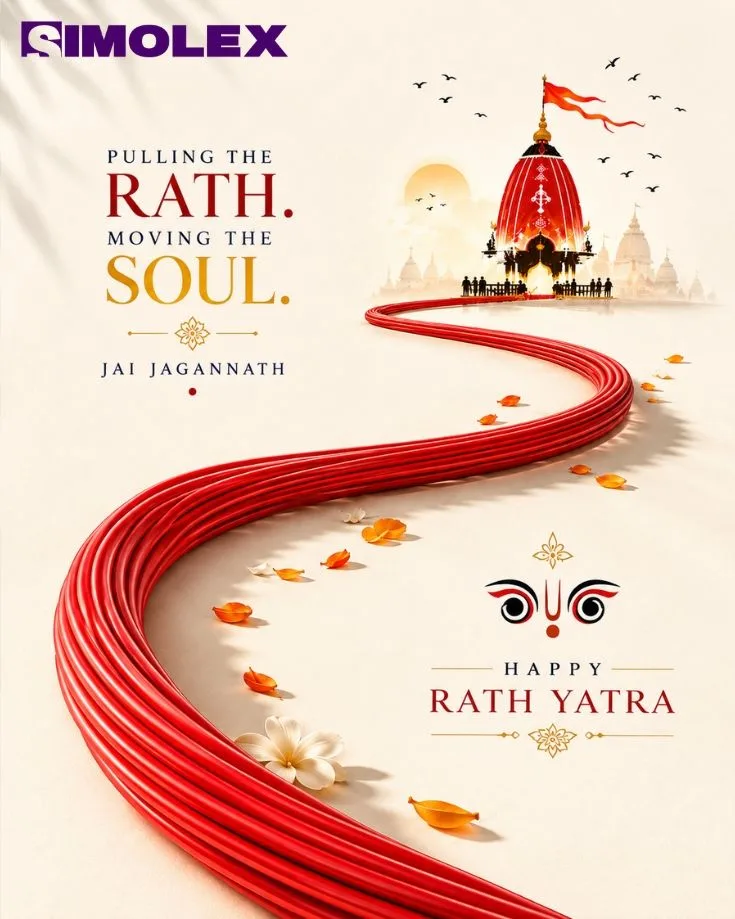 SIMOLEX
PULLING THE
RATH.
MOVING THE
SOUL.
JAI JAGANNATH
HAPPY
RATH YATRA